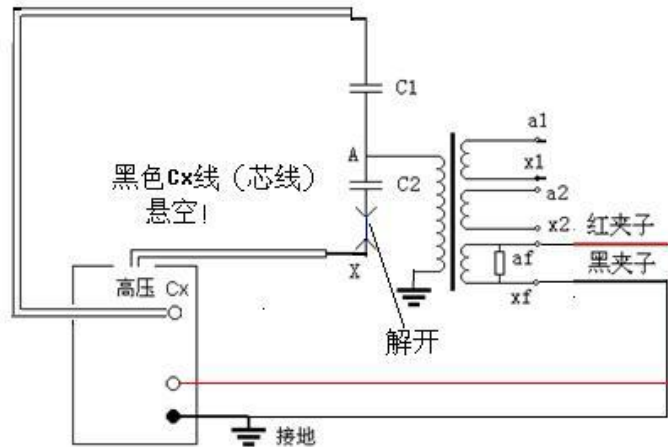 C1
a1
A
x1
黑色Cx线（芯线）
悬空！
C2
a2
x2
红夹子
af
黑夹子
X
xf
高压 Cx
解开
接地